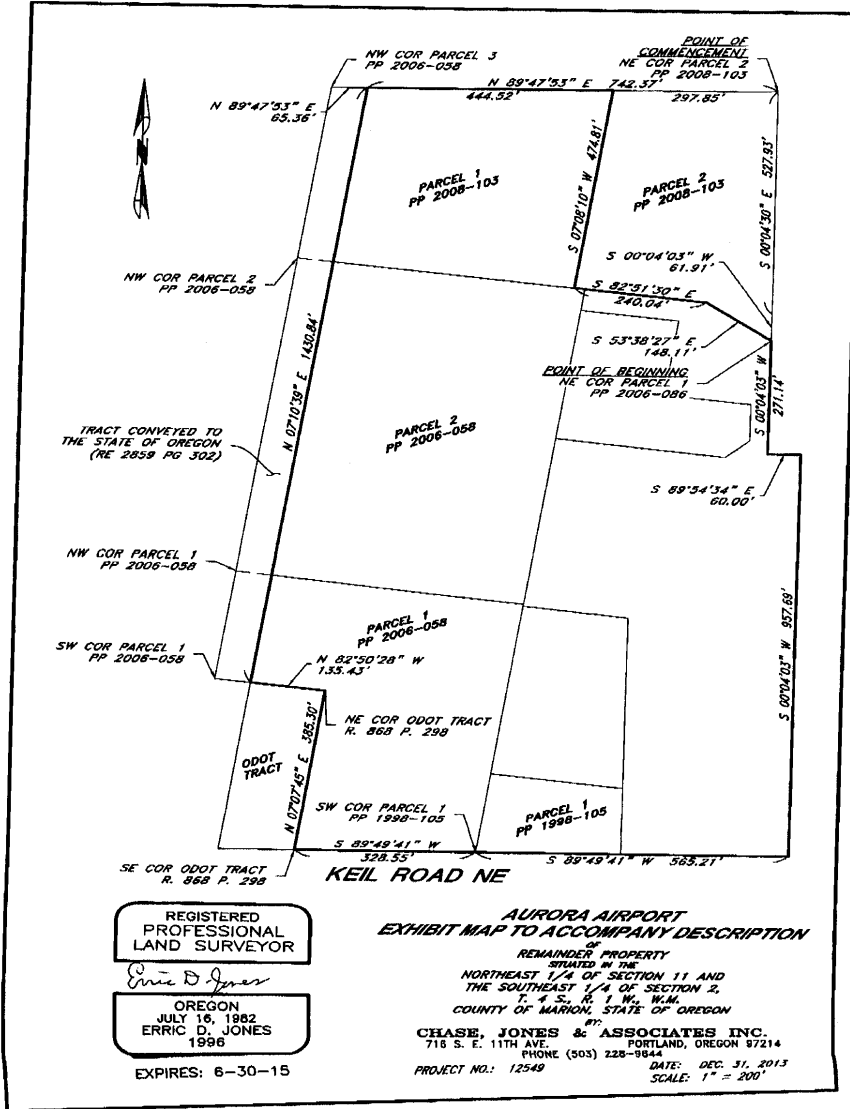 POINT OF
COMMENCEMENT
NE COR PARCEL 2
PP 2008-103
NW COR PARCEL 3
PP 2006-058
N 89°47'53" E 742.37'
444.52'
297.85'
N 89°47'53" E
65.36'
PARCEL 1
PP 2008-103
S 07°08'10" W 474.81'
PARCEL 2
PP 2008-103
S 00°04'30" E 527.93'
S 00°04'03" W
61.91'
NW COR PARCEL 2
PP 2006-058
S 82°51'30" E
240.04'
S 53°38'27" E
148.11'
POINT OF BEGINNING
NE COR PARCEL 1
PP 2006-086
S 00°04'03" W
271.14'
N 07°10'39" E 1430.84'
TRACT CONVEYED TO
THE STATE OF OREGON
(RE 2859 PG 302)
PARCEL 2
PP 2006-058
S 89°54'34" E
60.00'
NW COR PARCEL 1
PP 2006-058
PARCEL 1
PP 2006-058
S 00°04'03" W 957.69'
SW COR PARCEL 1
PP 2006-058
N 82°50'28" W
135.43'
NE COR ODOT TRACT
R. 868 P. 298
ODOT
TRACT
N 07°07'45" E 385.30'
SW COR PARCEL 1
PP 1998-105
PARCEL 1
PP 1998-105
S 89°49'41" W
328.55'
S 89°49'41" W 565.21'
SE COR ODOT TRACT
R. 868 P. 298
KEIL ROAD NE
REGISTERED
PROFESSIONAL
LAND SURVEYOR
Erric D Jones
OREGON
JULY 16, 1982
ERRIC D. JONES
1996
EXPIRES: 6-30-15
AURORA AIRPORT
EXHIBIT MAP TO ACCOMPANY DESCRIPTION
OF
REMAINDER PROPERTY
SITUATED IN THE
NORTHEAST 1/4 OF SECTION 11 AND
THE SOUTHEAST 1/4 OF SECTION 2,
T. 4 S., R. 1 W., W.M.
COUNTY OF MARION, STATE OF OREGON
BY:
CHASE, JONES & ASSOCIATES INC.
716 S. E. 11TH AVE. PORTLAND, OREGON 97214
PHONE (503) 228-9844
PROJECT NO.: 12549 DATE: DEC. 31, 2013
SCALE: 1" = 200'